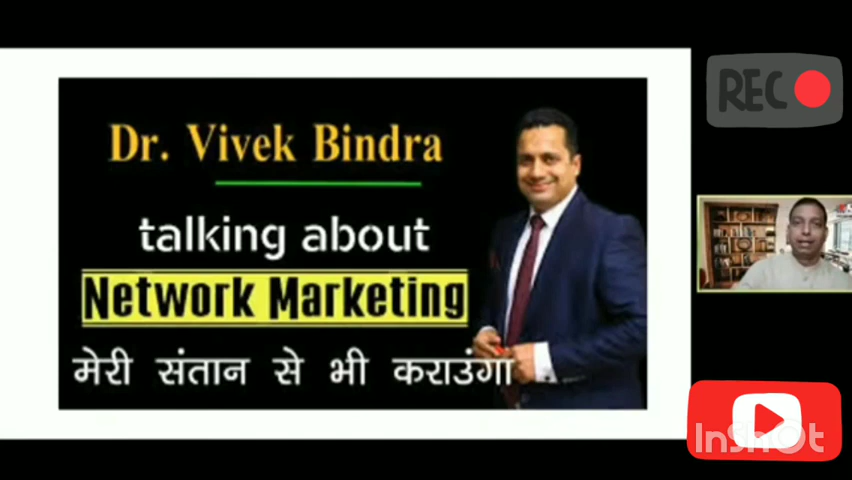 Dr. Vivek Bindra
talking about
Network Marketing
मेरी संतान से भी कराउंगा
REC
InShOt